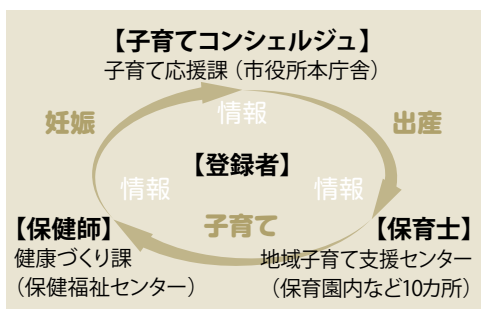 【子育てコンシェルジュ】
子育て応援課（市役所本庁舎）
妊娠
情報
出産
【登録者】
情報
情報
子育て
【保健師】
健康づくり課
（保健福祉センター）
【保育士】
地域子育て支援センター
（保育園内など10カ所）